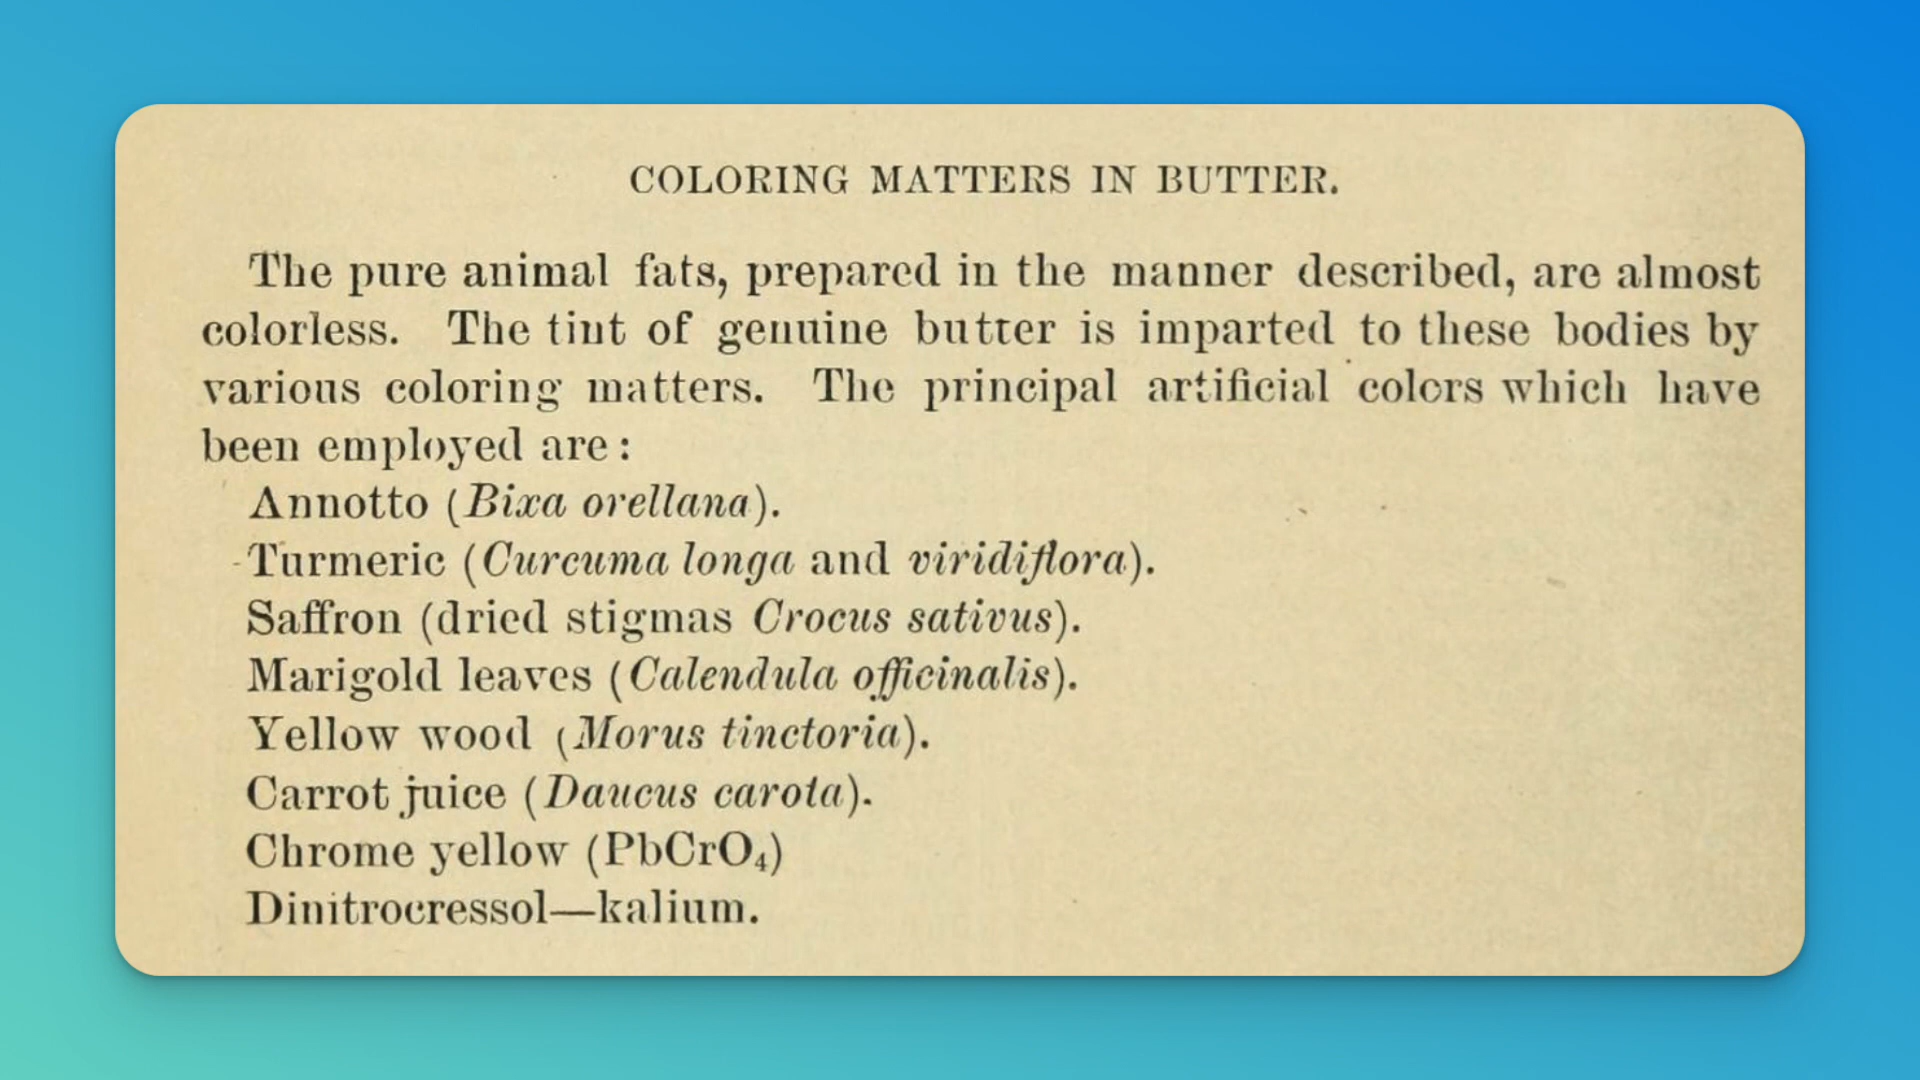 COLORING MATTERS IN BUTTER.
The pure animal fats, prepared in the manner described, are almost
colorless. The tint of genuine butter is imparted to these bodies by
various coloring matters. The principal artificial colors which have
been employed are:
Annotto (Bixa orellana).
Turmeric (Curcuma longa and viridiflora).
Saffron (dried stigmas Crocus sativus).
Marigold leaves (Calendula officinalis).
Yellow wood (Morus tinctoria).
Carrot juice (Daucus carota).
Chrome yellow (PbCrO₄)
Dinitrocressol—kalium.